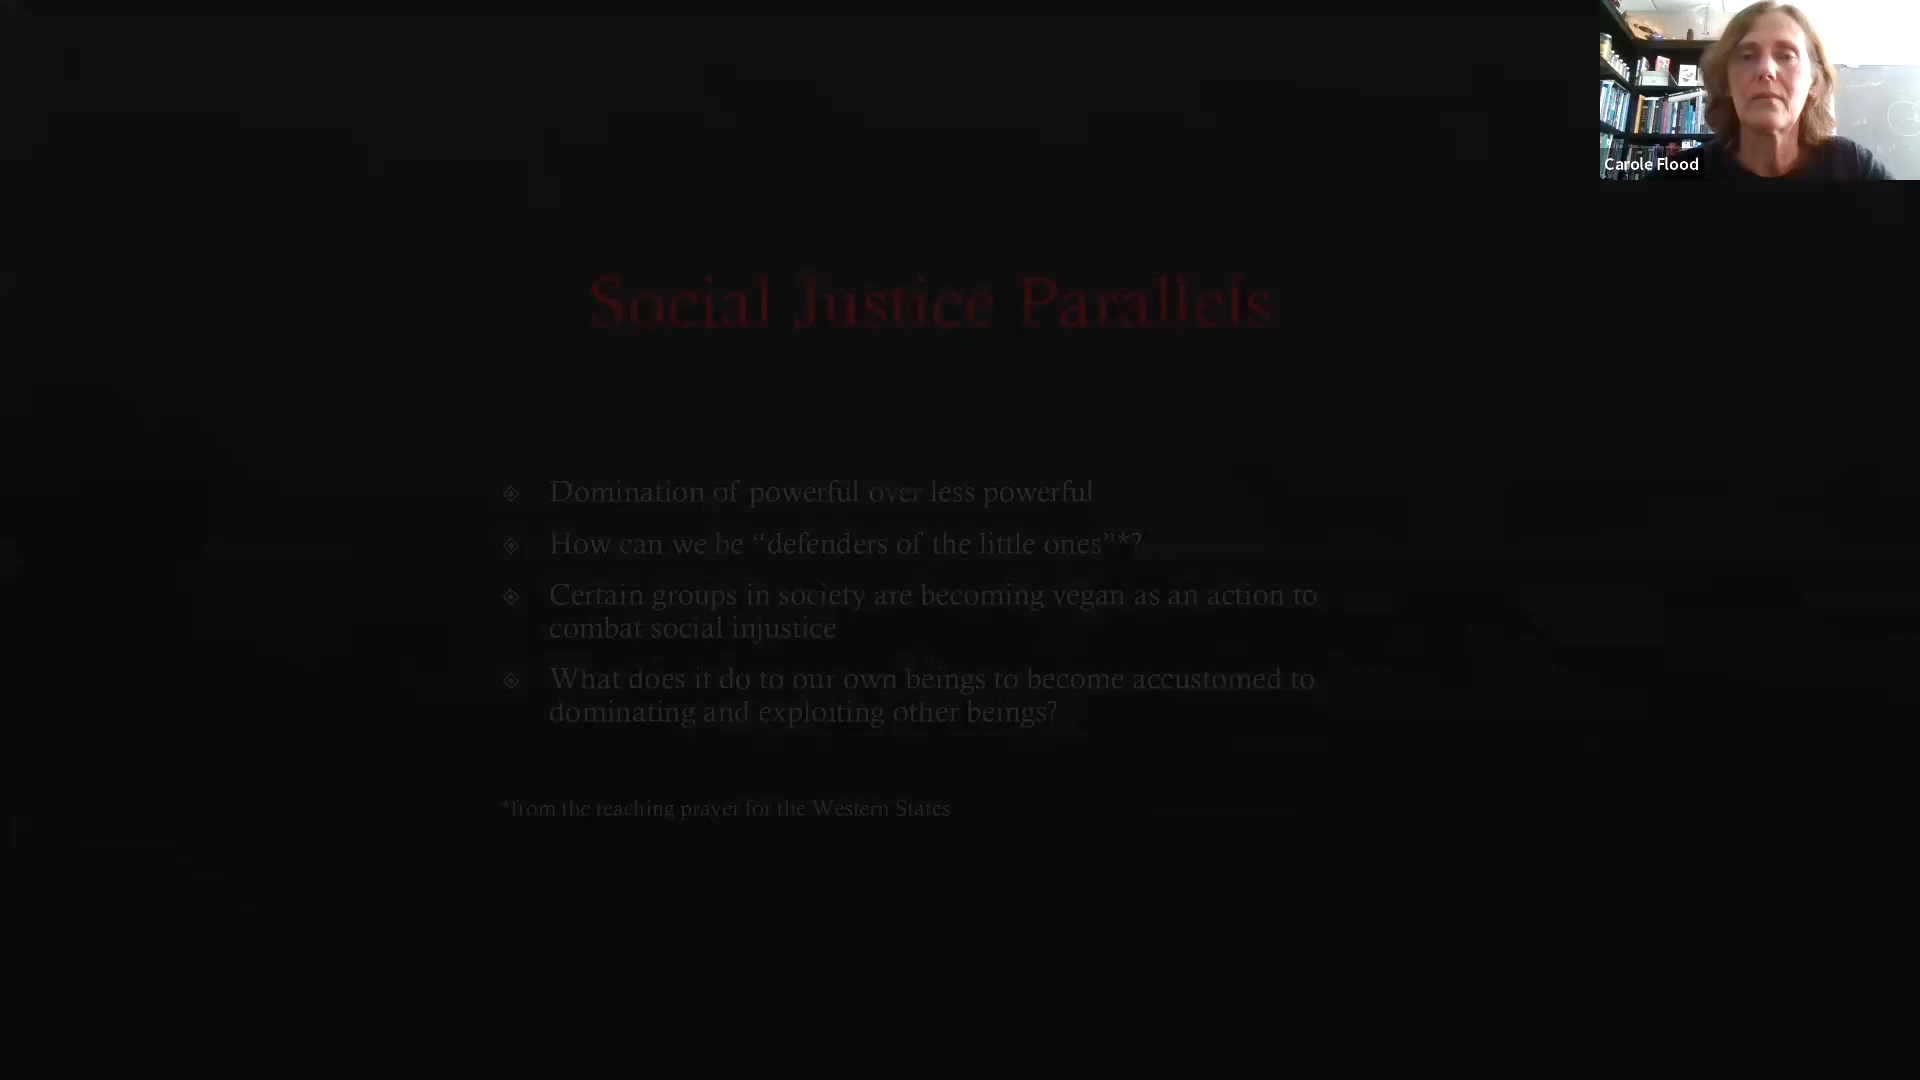 Carole Flood
Social Justice Parallels
Domination of powerful over less powerful
How can we be “defenders of the little ones”*?
Certain groups in society are becoming vegan as an action to
combat social injustice
What does it do to our own beings to become accustomed to
dominating and exploiting other beings?
*from the teaching prayer for the Western States